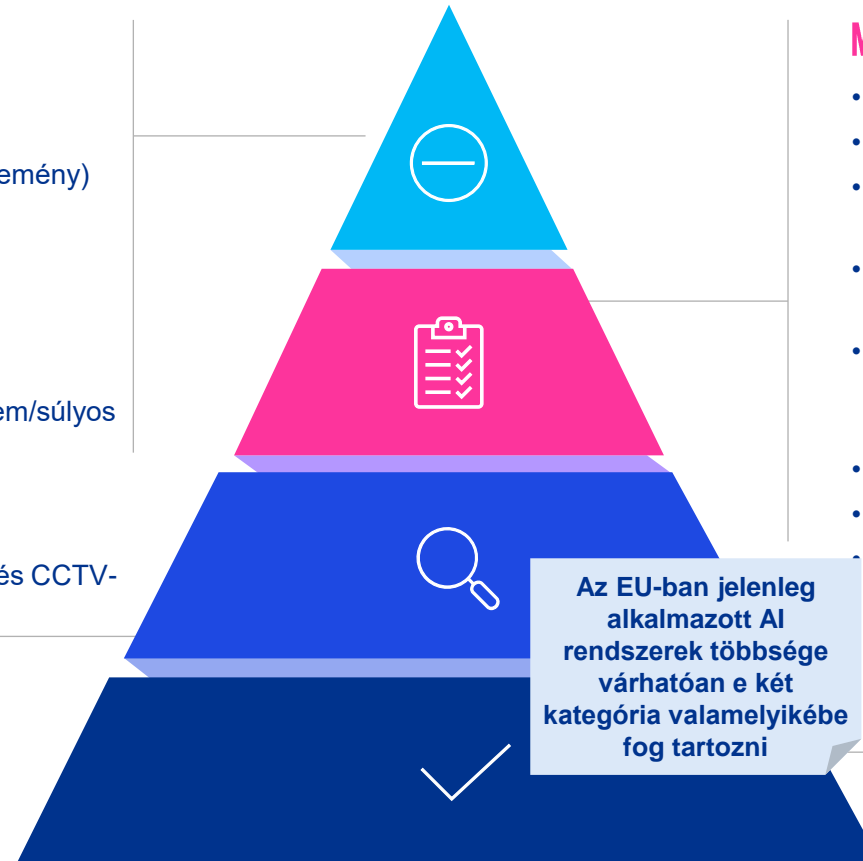 emény)
em/súlyos
és CCTV-
Az EU-ban jelenleg
alkalmazott AI
rendszerek többsége
várhatóan e két
kategória valamelyikébe
fog tartozni